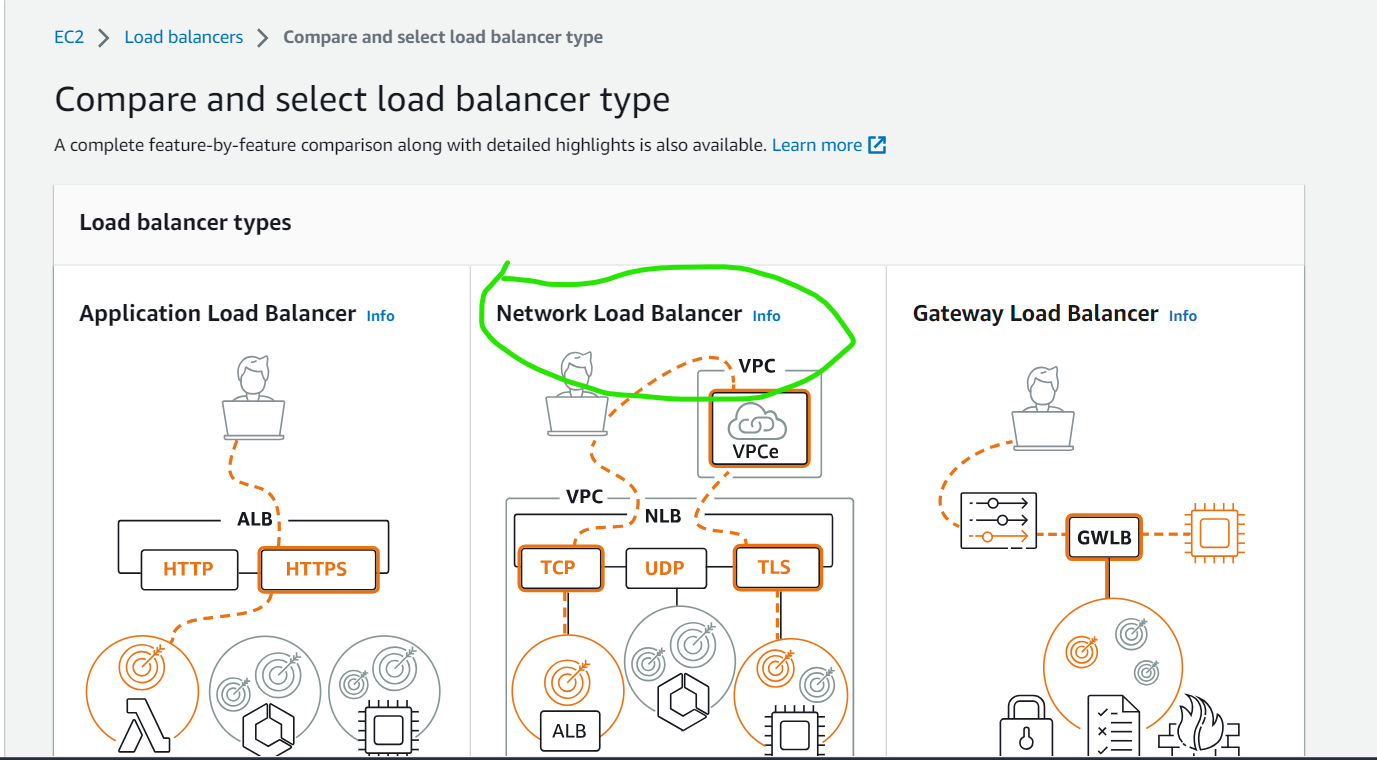 EC2 > Load balancers > Compare and select load balancer type
Compare and select load balancer type
A complete feature-by-feature comparison along with detailed highlights is also available. Learn more
Load balancer types
Application Load Balancer Info
ALB
HTTP
HTTPS
Network Load Balancer Info
VPC
VPCe
VPC
NLB
TCP
UDP
TLS
ALB
Gateway Load Balancer Info
GWLB